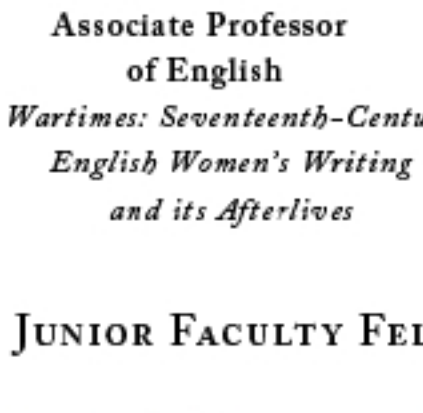 Associate Professor
of English
Wartimes: Seventeenth-Centu
English Women's Writing
and its Afterlives
Junior Faculty Fel